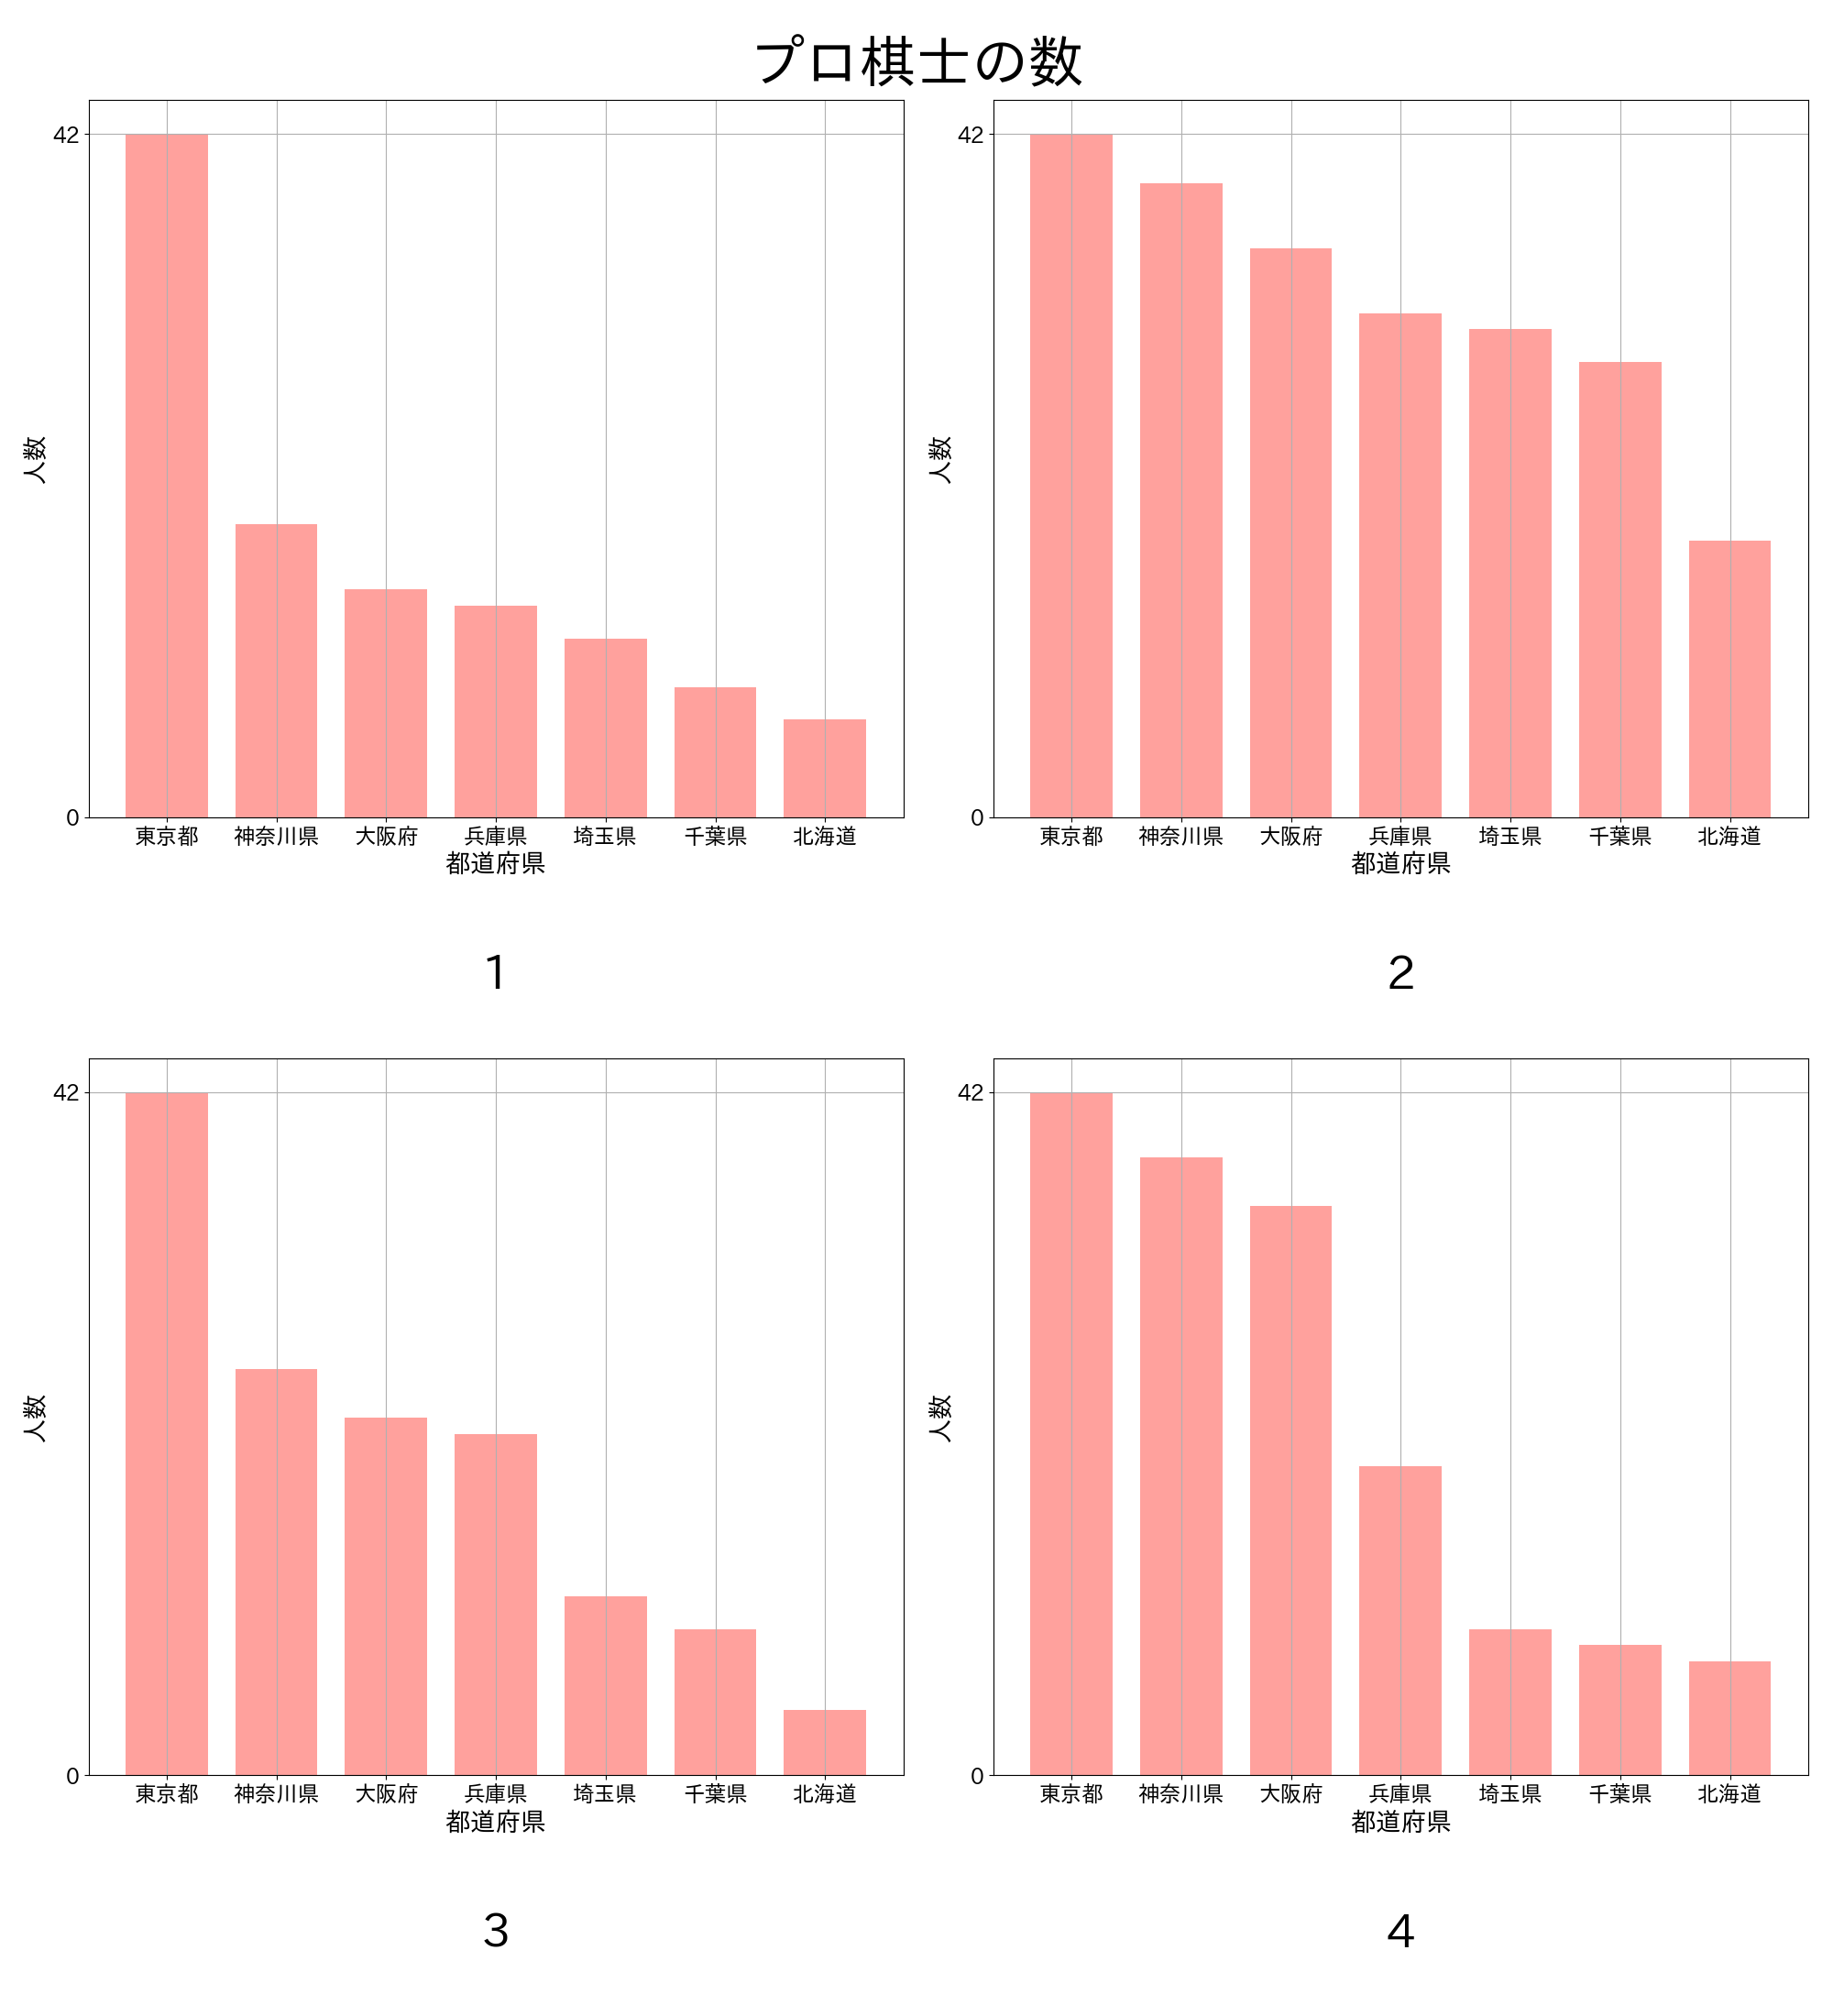 プロ棋士の数
42
0
人数
東京都 神奈川県 大阪府 兵庫県 埼玉県 千葉県 北海道
都道府県
1
42
0
人数
東京都 神奈川県 大阪府 兵庫県 埼玉県 千葉県 北海道
都道府県
2
42
0
人数
東京都 神奈川県 大阪府 兵庫県 埼玉県 千葉県 北海道
都道府県
3
42
0
人数
東京都 神奈川県 大阪府 兵庫県 埼玉県 千葉県 北海道
都道府県
4